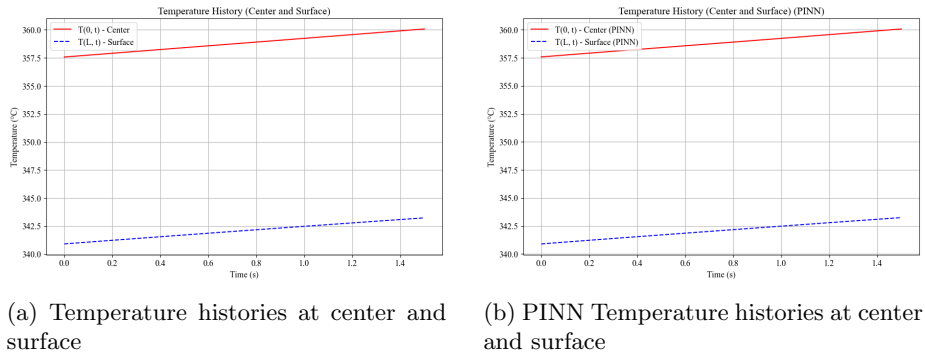 Temperature History (Center and Surface)
T(0, t) - Center
T(L, t) - Surface
360.0
357.5
355.0
352.5
350.0
347.5
345.0
342.5
340.0
Temperature (°C)
0.0 0.2 0.4 0.6 0.8 1.0 1.2 1.4
Time (s)
(a) Temperature histories at center and
surface
Temperature History (Center and Surface) (PINN)
T(0, t) - Center (PINN)
T(L, t) - Surface (PINN)
360.0
357.5
355.0
352.5
350.0
347.5
345.0
342.5
340.0
Temperature (°C)
0.0 0.2 0.4 0.6 0.8 1.0 1.2 1.4
Time (s)
(b) PINN Temperature histories at center
and surface